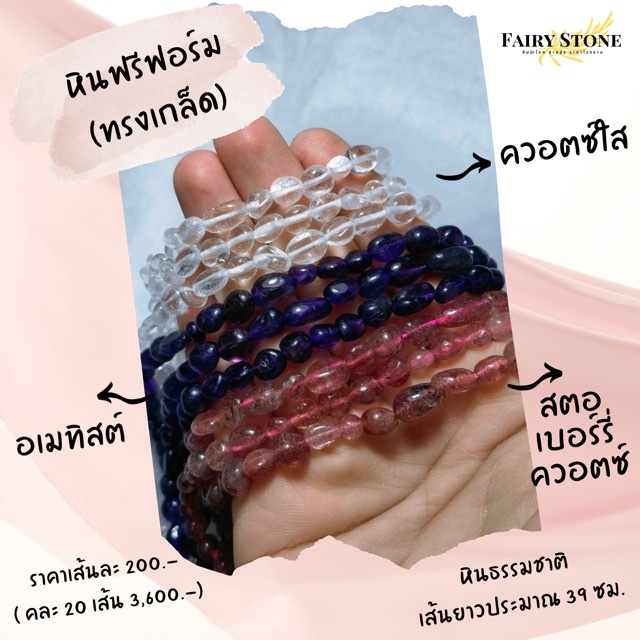 FAIRY STONE
หินฟรีฟอร์ม
(ทรงเกล็ด)
ควอตซ์ใส
อเมทิสต์
สตอ
เบอร์รี่
ควอตซ์
ราคาเส้นละ 200.-
( คละ 20 เส้น 3,600.-)
หินธรรมชาติ
เส้นยาวประมาณ 39 ซม.